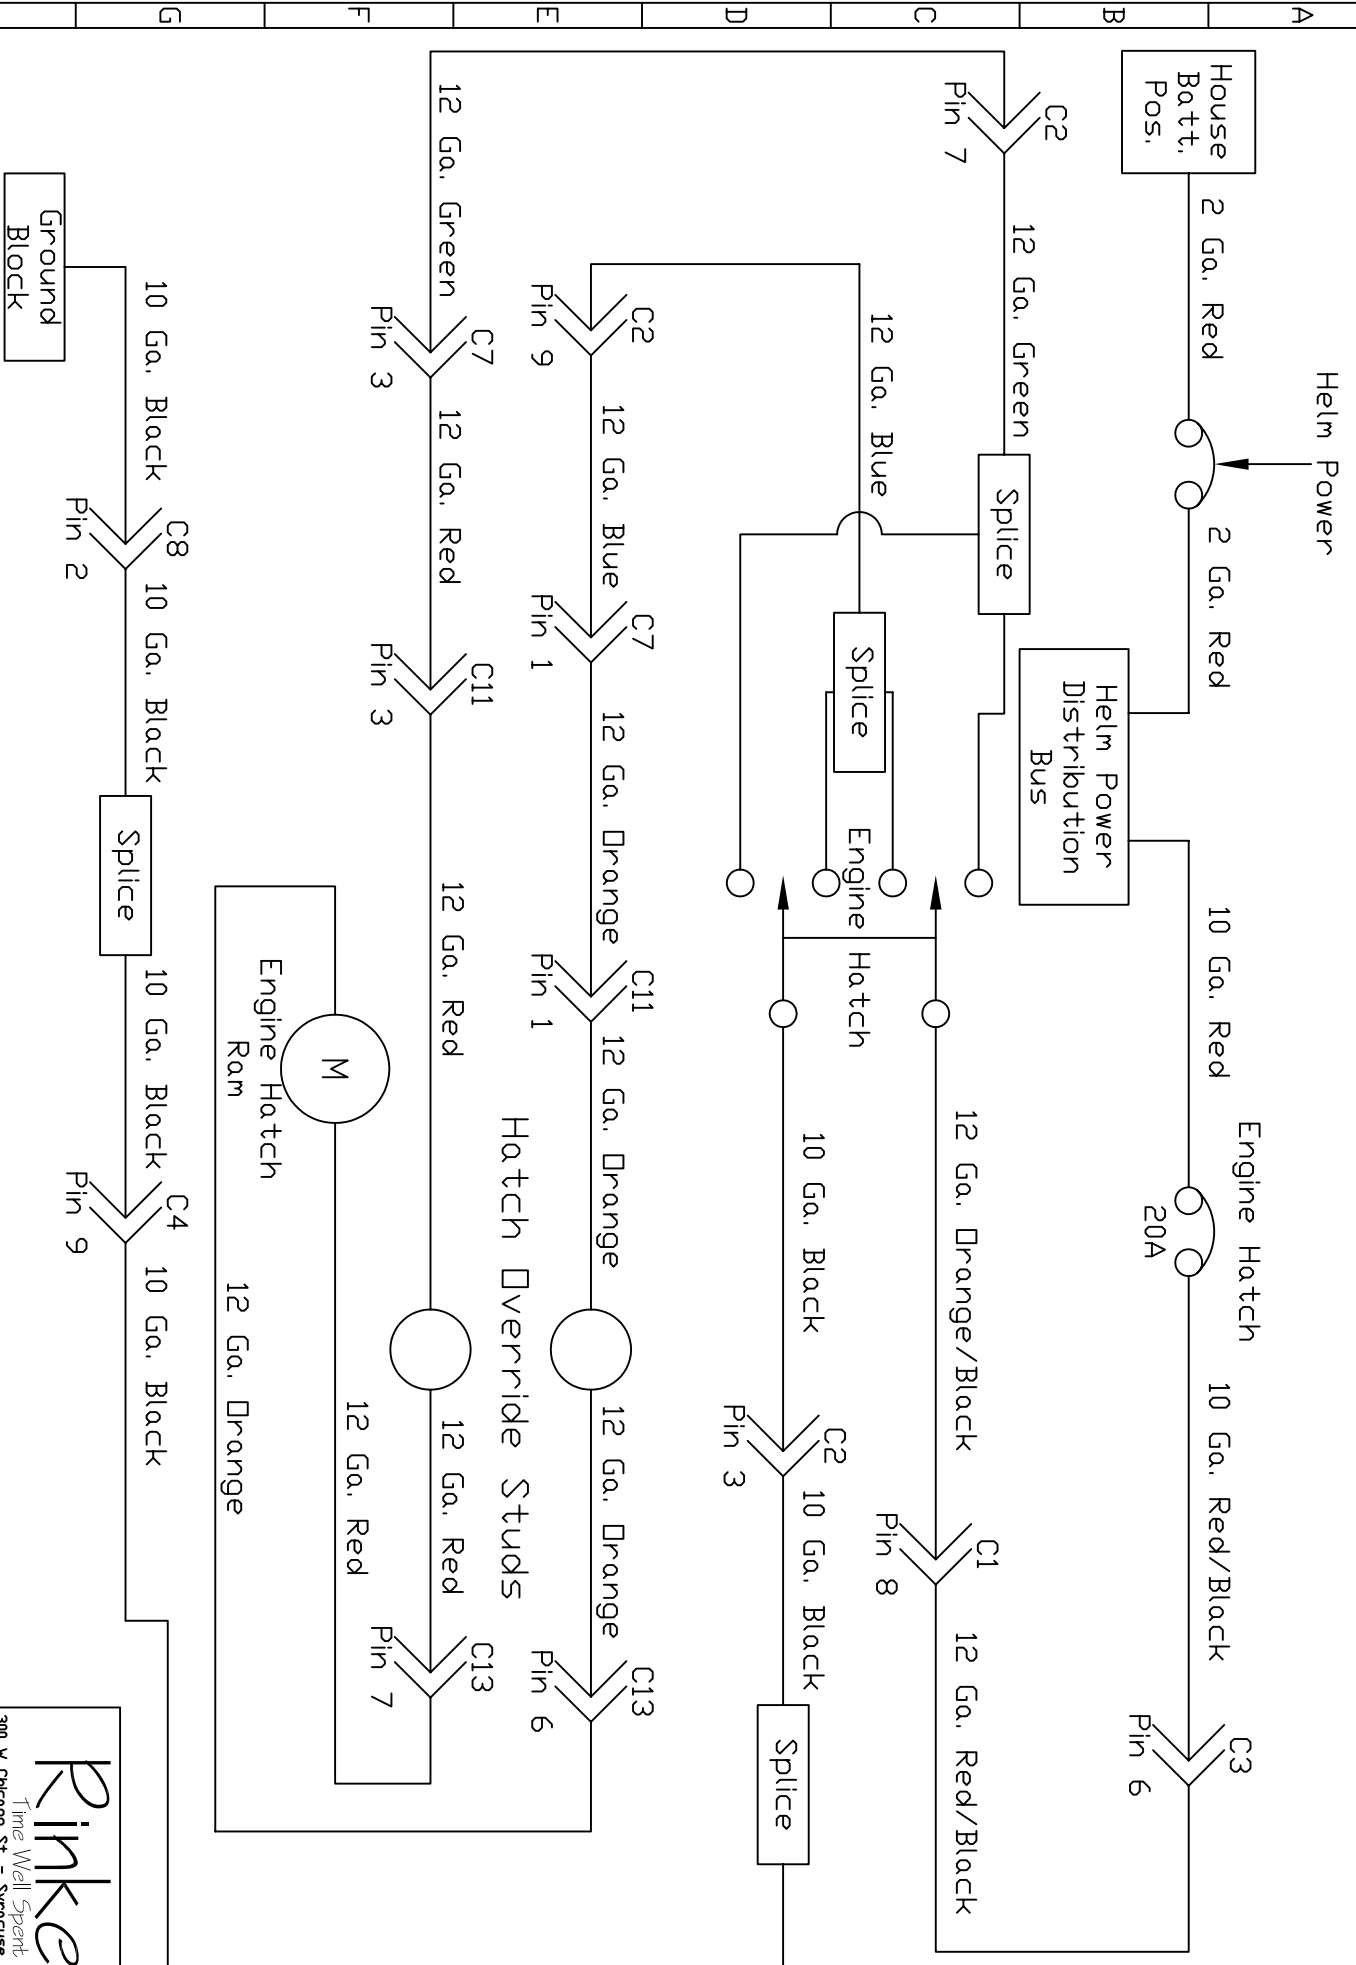 A
B
C
D
E
F
G
Helm Power
House
Batt.
Pos.
2 Ga. Red
2 Ga. Red
Helm Power
Distribution
Bus
10 Ga. Red
Engine Hatch
20A
10 Ga. Red/Black
C3
Pin 6
C2
Pin 7
12 Ga. Green
Splice
12 Ga. Orange/Black
C1
Pin 8
12 Ga. Red/Black
12 Ga. Blue
Splice
Engine Hatch
10 Ga. Black
C2
Pin 3
10 Ga. Black
Splice
C2
Pin 9
12 Ga. Blue
C7
Pin 1
12 Ga. Orange
C11
Pin 1
12 Ga. Orange
12 Ga. Orange
C13
Pin 6
Hatch Override Studs
12 Ga. Green
C7
Pin 3
12 Ga. Red
C11
Pin 3
12 Ga. Red
12 Ga. Red
C13
Pin 7
M
12 Ga. Red
Engine Hatch
Ram
12 Ga. Orange
Ground
Block
10 Ga. Black
C8
Pin 2
10 Ga. Black
Splice
10 Ga. Black
C4
Pin 9
10 Ga. Black
Rinke
Time Well Spent
300 W Chicago St - Syracuse